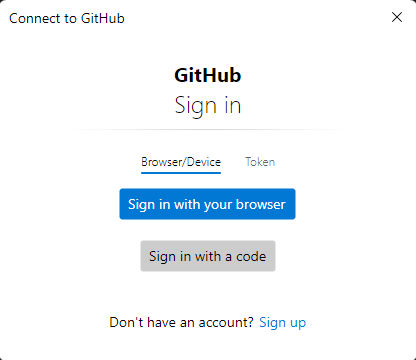 Connect to GitHub
GitHub
Sign in
Browser/Device Token
Sign in with your browser
Sign in with a code
Don't have an account? Sign up